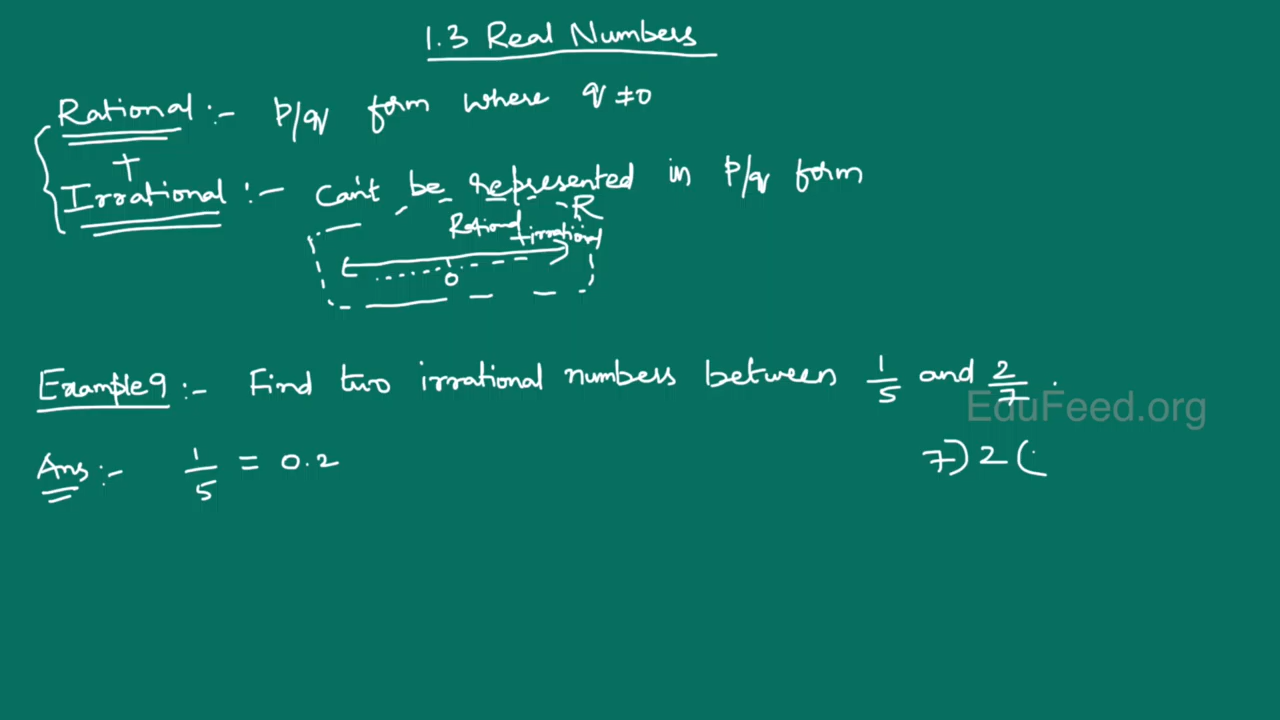 1.3 Real Numbers
Rational :- p/q form where q ≠ 0
+
Irrational :- can't be represented in p/q form
R
Rational + irrational
0
Example 9 :- Find two irrational numbers between 1/5 and 2/7 .
EduFeed.org
Ans :- 1/5 = 0.2 7)2(